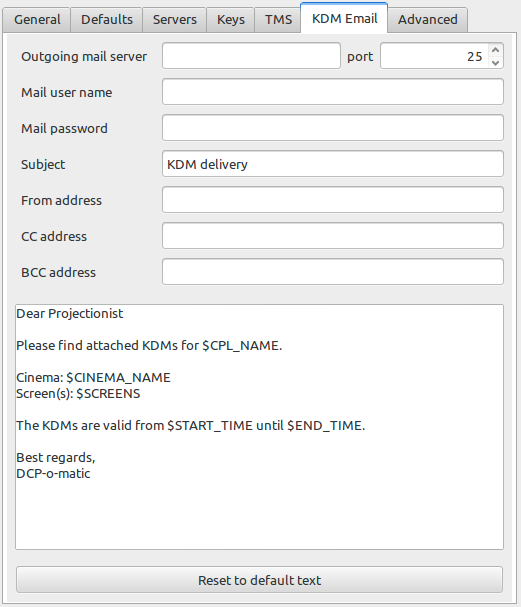 General Defaults Servers Keys TMS KDM Email Advanced
Outgoing mail server port 25
Mail user name
Mail password
Subject KDM delivery
From address
CC address
BCC address
Dear Projectionist
Please find attached KDMs for $CPL_NAME.
Cinema: $CINEMA_NAME
Screen(s): $SCREENS
The KDMs are valid from $START_TIME until $END_TIME.
Best regards,
DCP-o-matic
Reset to default text